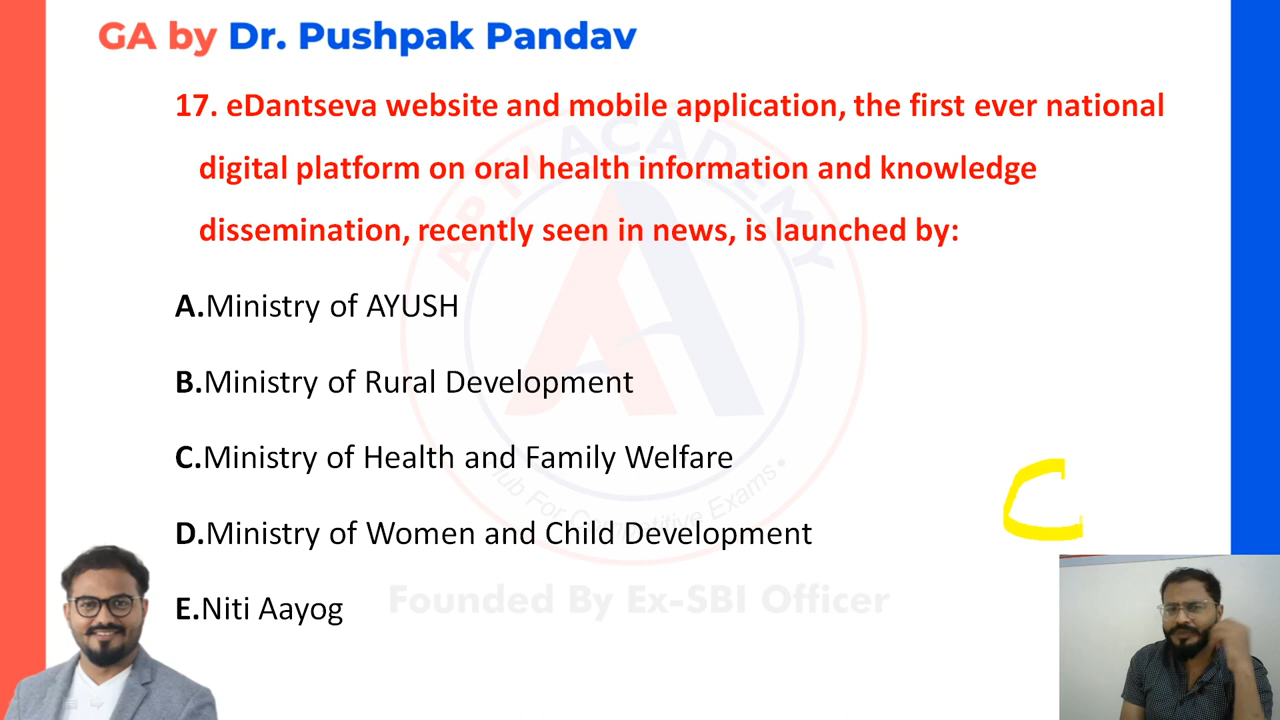 GA by Dr. Pushpak Pandav
17. eDantseva website and mobile application, the first ever national
digital platform on oral health information and knowledge
dissemination, recently seen in news, is launched by:
A.Ministry of AYUSH
B.Ministry of Rural Development
C.Ministry of Health and Family Welfare
C
D.Ministry of Women and Child Development
E.Niti Aayog
Founded By Ex-SBI Officer